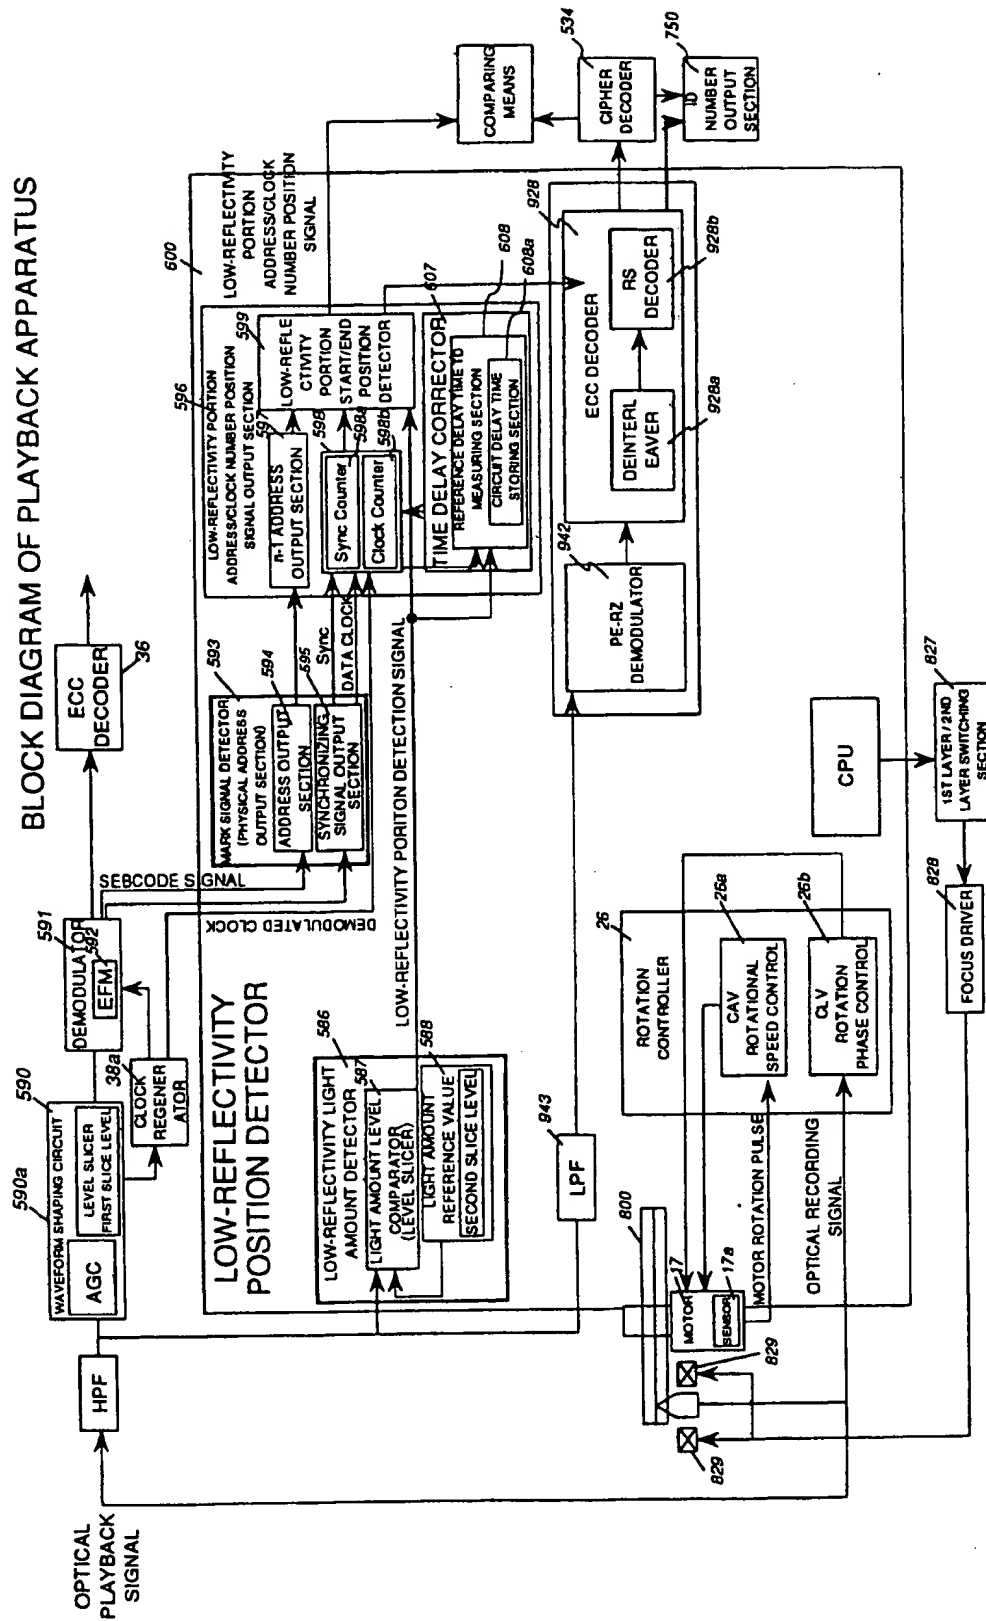 BLOCK DIAGRAM OF PLAYBACK APPARATUS
OPTICAL
PLAYBACK
SIGNAL
HPF
590a
590
WAVEFORM SHAPING CIRCUIT
AGC
LEVEL SLICER
FIRST SLICE LEVEL
38a
CLOCK
REGENER
ATOR
591
DEMODULATOR
592
EFM
ECC
DECODER
36
SEBCODE SIGNAL
DEMODULATED CLOCK
LOW-REFLECTIVITY
POSITION DETECTOR
593
MARK SIGNAL DETECTOR
(PHYSICAL ADDRESS
OUTPUT SECTION)
594
ADDRESS OUTPUT
SECTION
595
SYNCHRONIZING
SIGNAL OUTPUT
SECTION
Sync
DATA CLOCK
596
LOW-REFLECTIVITY PORTION
ADDRESS/CLOCK NUMBER POSITION
SIGNAL OUTPUT SECTION
597
n-1 ADDRESS
OUTPUT SECTION
598
598a
Sync Counter
598b
Clock Counter
599
LOW-REFLE
CTIVITY
PORTION
START/END
POSITION
DETECTOR
600
LOW-REFLECTIVITY
PORTION
ADDRESS/CLOCK
NUMBER POSITION
SIGNAL
COMPARING
MEANS
607
TIME DELAY CORRECTOR
REFERENCE DELAY TIME TD
MEASURING SECTION
608
CIRCUIT DELAY TIME
STORING SECTION
608a
586
LOW-REFLECTIVITY LIGHT
AMOUNT DETECTOR
587
LIGHT AMOUNT LEVEL
COMPARATOR
(LEVEL SLICER)
588
LIGHT AMOUNT
REFERENCE VALUE
SECOND SLICE LEVEL
LOW-REFLECTIVITY PORITON DETECTION SIGNAL
943
LPF
942
PE-RZ
DEMODULATOR
928
ECC DECODER
DEINTERL
EAVER
928a
RS
DECODER
928b
CIPHER
DECODER
534
ID
NUMBER
OUTPUT
SECTION
750
800
17
MOTOR
17a
SENSOR
829
829
MOTOR ROTATION PULSE
OPTICAL RECORDING
SIGNAL
26
ROTATION
CONTROLLER
26a
CAV
ROTATIONAL
SPEED CONTROL
26b
CLV
ROTATION
PHASE CONTROL
CPU
827
1ST LAYER / 2ND
LAYER SWITCHING
SECTION
828
FOCUS DRIVER